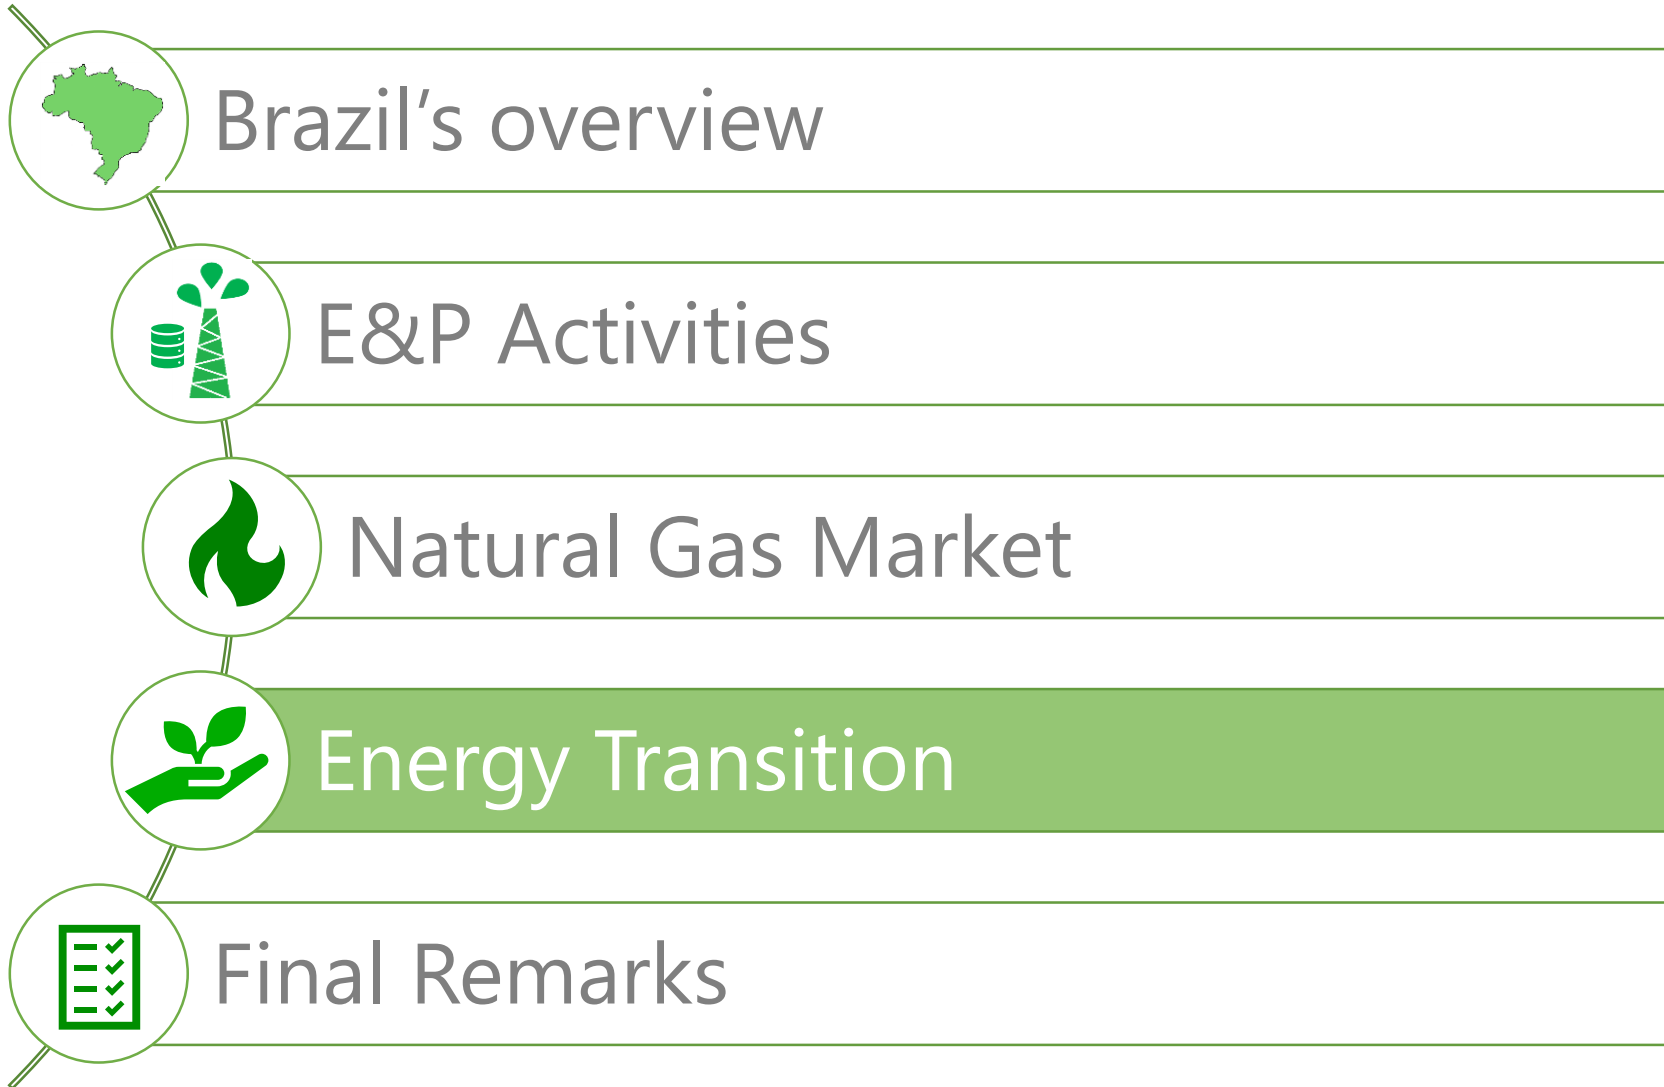 Brazil’s overview
E&P Activities
Natural Gas Market
Energy Transition
Final Remarks